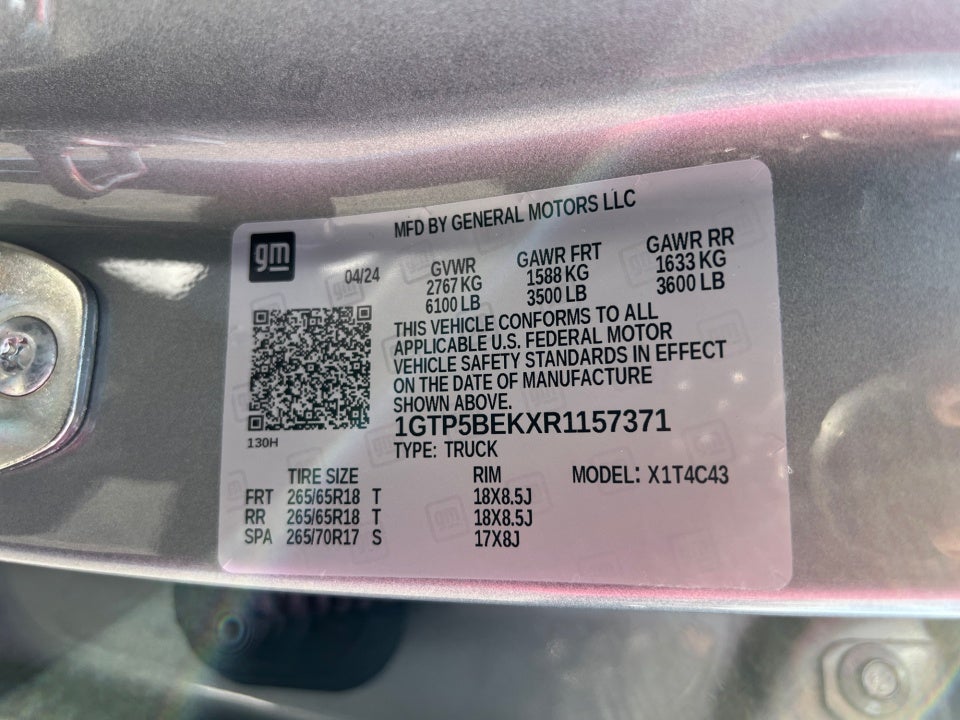 MFD BY GENERAL MOTORS LLC
gm
04/24
GVWR
2767 KG
6100 LB
GAWR FRT
1588 KG
3500 LB
GAWR RR
1633 KG
3600 LB
THIS VEHICLE CONFORMS TO ALL
APPLICABLE U.S. FEDERAL MOTOR
VEHICLE SAFETY STANDARDS IN EFFECT
ON THE DATE OF MANUFACTURE
SHOWN ABOVE.
130H
1GTP5BEKXR1157371
TYPE: TRUCK
TIRE SIZE RIM MODEL: X1T4C43
FRT 265/65R18 T 18X8.5J
RR 265/65R18 T 18X8.5J
SPA 265/70R17 S 17X8J